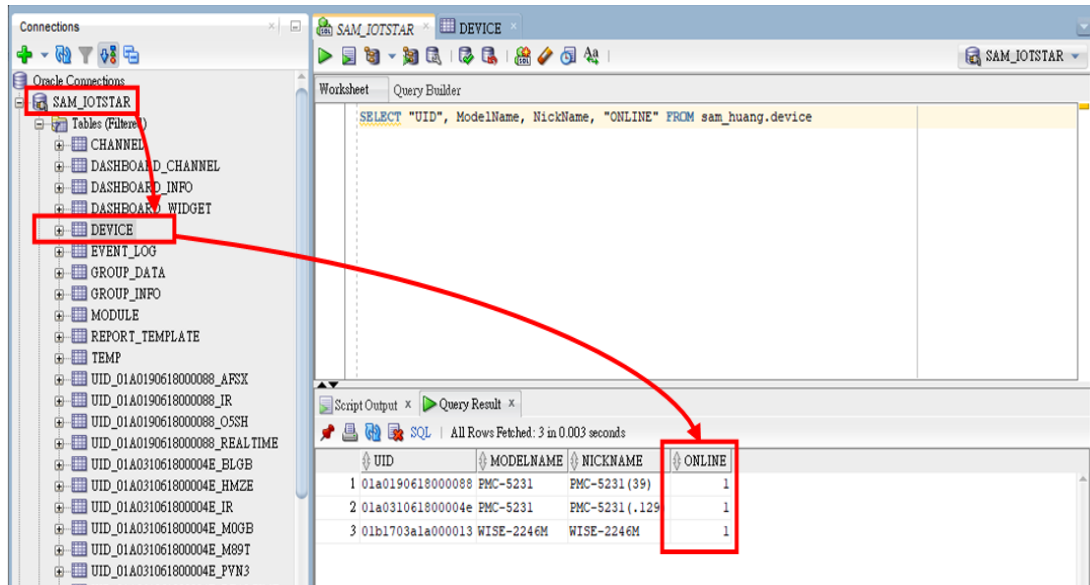 Connections
Oracle Connections
SAM_IOTSTAR
Tables (Filtered)
CHANNEL
DASHBOARD_CHANNEL
DASHBOARD_INFO
DASHBOARD_WIDGET
DEVICE
EVENT_LOG
GROUP_DATA
GROUP_INFO
MODULE
REPORT_TEMPLATE
TEMP
UID_01A0190618000088_AFSX
UID_01A0190618000088_IR
UID_01A0190618000088_O5SH
UID_01A0190618000088_REALTIME
UID_01A031061800004E_BLGB
UID_01A031061800004E_HMZE
UID_01A031061800004E_IR
UID_01A031061800004E_M0GB
UID_01A031061800004E_M89T
UID_01A031061800004E_PVN3
SAM_IOTSTAR × DEVICE ×
SAM_IOTSTAR
Worksheet Query Builder
SELECT "UID", ModelName, NickName, "ONLINE" FROM sam_huang.device
Script Output × Query Result ×
SQL | All Rows Fetched: 3 in 0.003 seconds
UID MODELNAME NICKNAME ONLINE
1 01a0190618000088 PMC-5231 PMC-5231(39) 1
2 01a031061800004e PMC-5231 PMC-5231(.129 1
3 01b1703a1a000013 WISE-2246M WISE-2246M 1